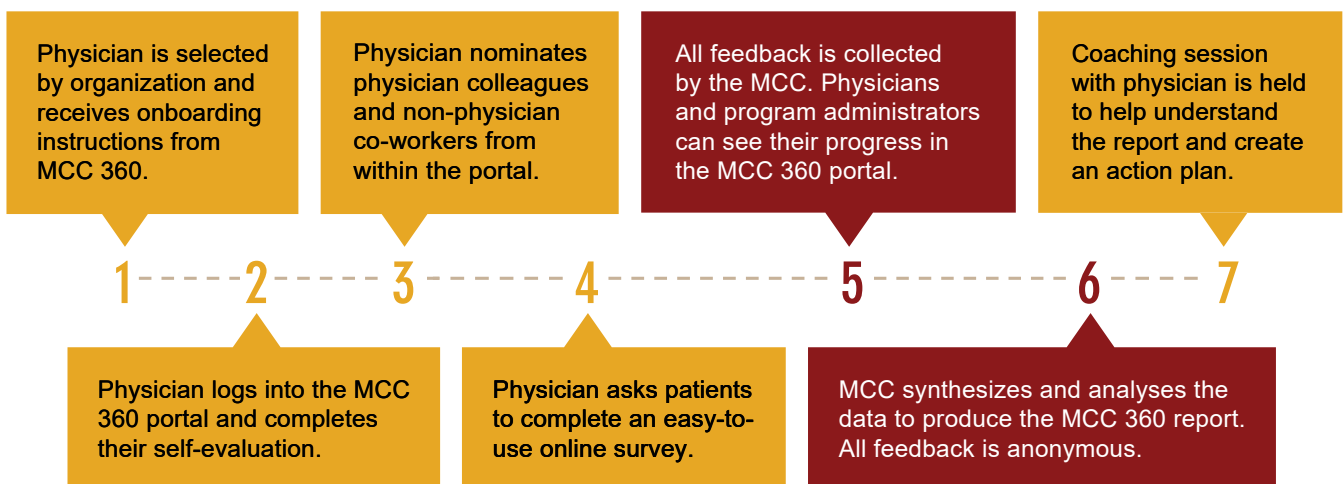 Physician is selected
by organization and
receives onboarding
instructions from
MCC 360.
Physician nominates
physician colleagues
and non-physician
co-workers from
within the portal.
All feedback is collected
by the MCC. Physicians
and program administrators
can see their progress in
the MCC 360 portal.
Coaching session
with physician is held
to help understand
the report and create
an action plan.
1 2 3 4 5 6 7
Physician logs into the MCC
360 portal and completes
their self-evaluation.
Physician asks patients
to complete an easy-to-
use online survey.
MCC synthesizes and analyses the
data to produce the MCC 360 report.
All feedback is anonymous.